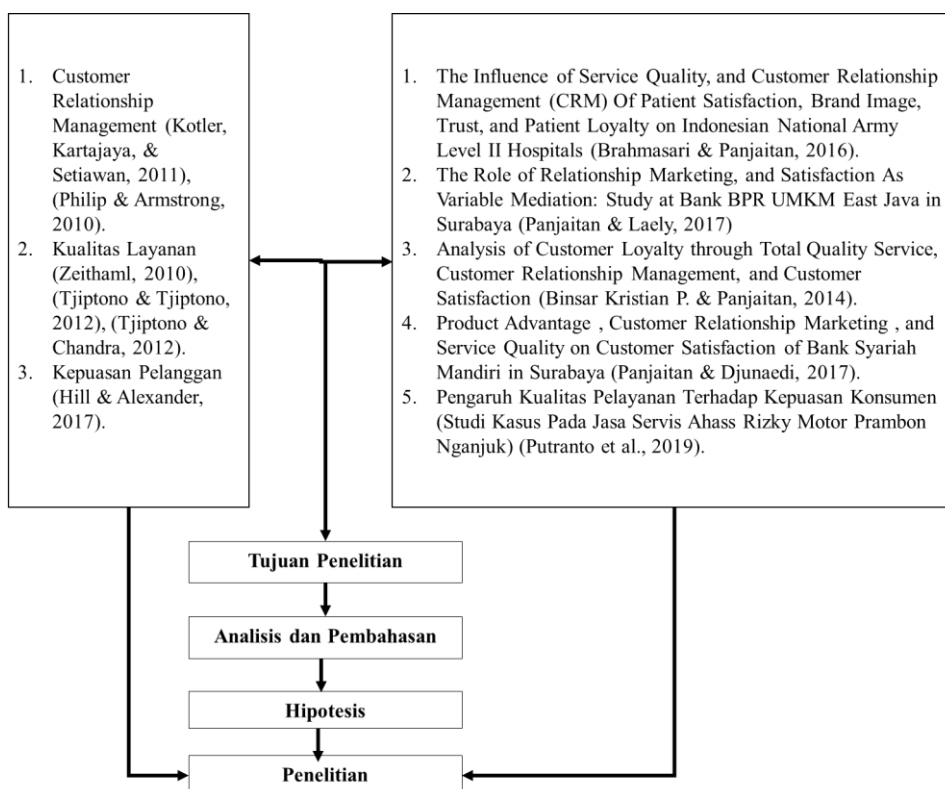 1. Customer
Relationship
Management (Kotler,
Kartajaya, &
Setiawan, 2011),
(Philip & Armstrong,
2010).
2. Kualitas Layanan
(Zeithaml, 2010),
(Tjiptono & Tjiptono,
2012), (Tjiptono &
Chandra, 2012).
3. Kepuasan Pelanggan
(Hill & Alexander,
2017).
1. The Influence of Service Quality, and Customer Relationship
Management (CRM) Of Patient Satisfaction, Brand Image,
Trust, and Patient Loyalty on Indonesian National Army
Level II Hospitals (Brahmasari & Panjaitan, 2016).
2. The Role of Relationship Marketing, and Satisfaction As
Variable Mediation: Study at Bank BPR UMKM East Java in
Surabaya (Panjaitan & Laely, 2017)
3. Analysis of Customer Loyalty through Total Quality Service,
Customer Relationship Management, and Customer
Satisfaction (Binsar Kristian P. & Panjaitan, 2014).
4. Product Advantage , Customer Relationship Marketing , and
Service Quality on Customer Satisfaction of Bank Syariah
Mandiri in Surabaya (Panjaitan & Djunaedi, 2017).
5. Pengaruh Kualitas Pelayanan Terhadap Kepuasan Konsumen
(Studi Kasus Pada Jasa Servis Ahass Rizky Motor Prambon
Nganjuk) (Putranto et al., 2019).
Tujuan Penelitian
Analisis dan Pembahasan
Hipotesis
Penelitian